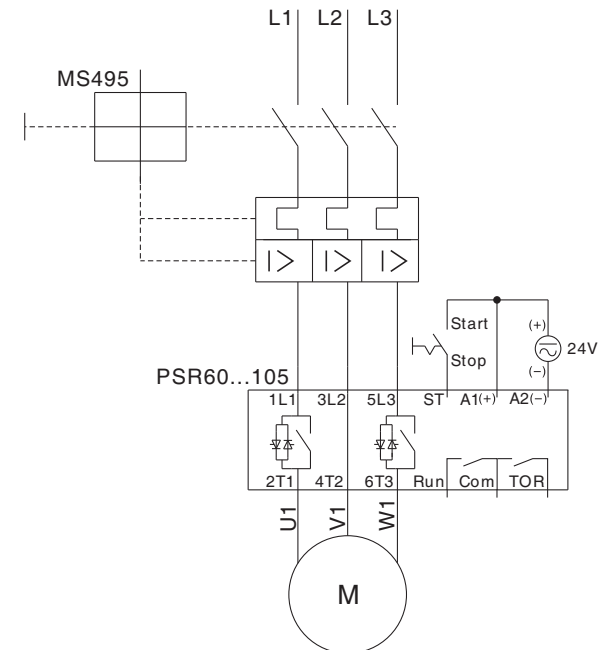 L1 L2 L3
MS495
I> I> I>
Start
(+)
24V
Stop
(−)
PSR60...105
1L1 3L2 5L3 ST A1(+) A2(−)
2T1 4T2 6T3 Run Com TOR
U1 V1 W1
M